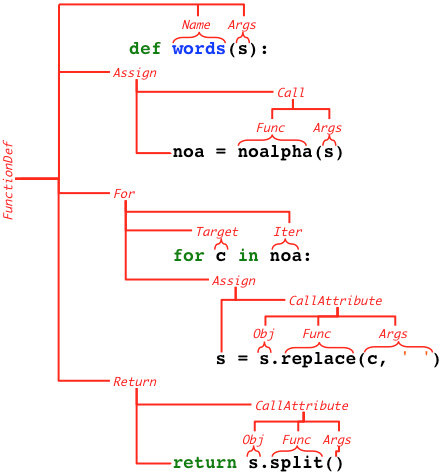 Name Args
def words(s):
Assign
Call
Func Args
noa = noalpha(s)
FunctionDef
For
Target Iter
for c in noa:
Assign
CallAttribute
Obj Func Args
s = s.replace(c, ' ')
Return
CallAttribute
Obj Func Args
return s.split()